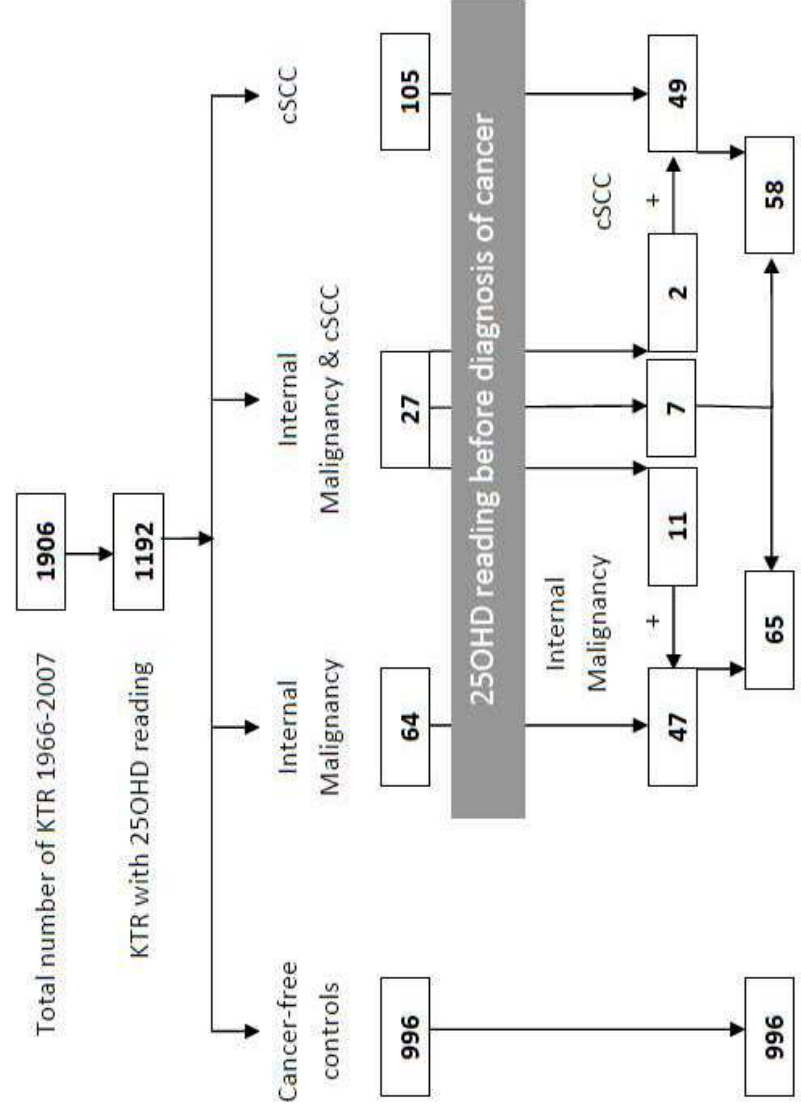 Total number of KTR 1966-2007
1906
KTR with 25OHD reading
1192
Cancer-free
controls
Internal
Malignancy
Internal
Malignancy & cSCC
cSCC
996
64
27
105
25OHD reading before diagnosis of cancer
Internal
Malignancy
cSCC
+
+
47
11
7
2
49
996
65
58